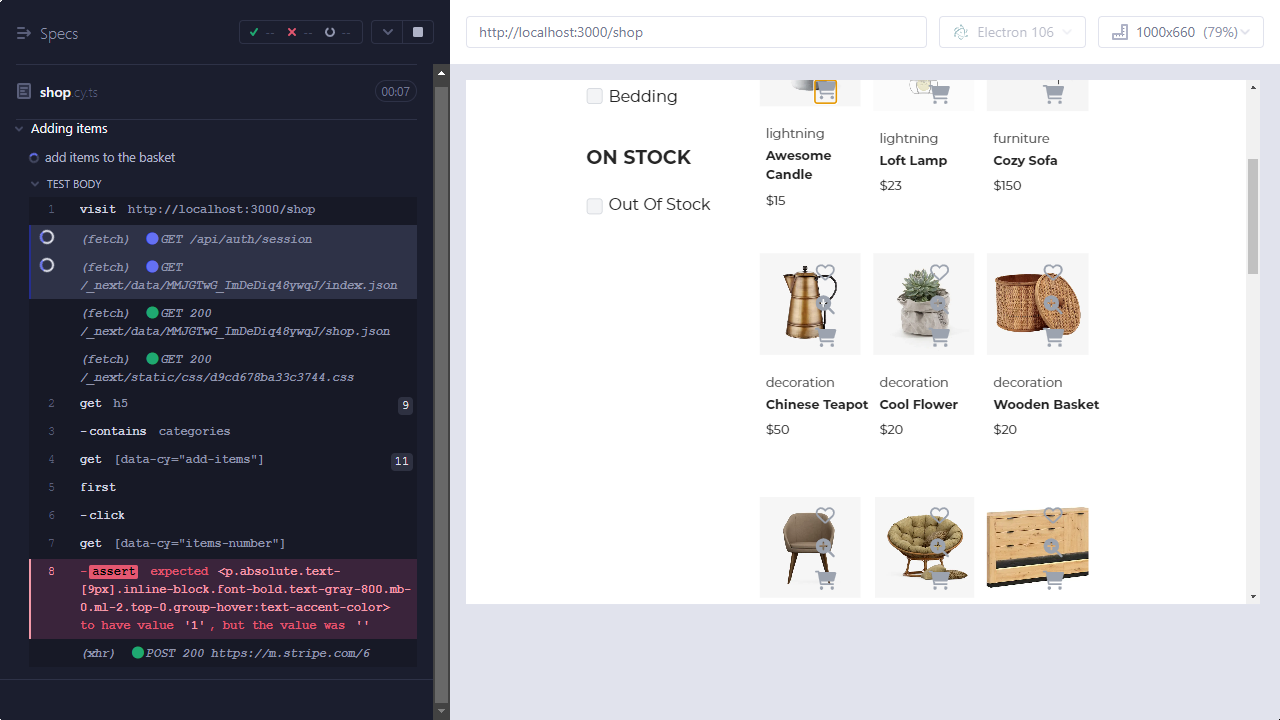 Specs
-- -- --
http://localhost:3000/shop
Electron 106
1000x660 (79%)
shop.cy.ts
00:07
Adding items
add items to the basket
TEST BODY
1 visit http://localhost:3000/shop
(fetch) GET /api/auth/session
(fetch) GET
/_next/data/MMJGTwG_ImDeDiq48ywqJ/index.json
(fetch) GET 200
/_next/data/MMJGTwG_ImDeDiq48ywqJ/shop.json
(fetch) GET 200
/_next/static/css/d9cd678ba33c3744.css
2 get h5 9
3 -contains categories
4 get [data-cy="add-items"] 11
5 first
6 -click
7 get [data-cy="items-number"]
8 -assert expected <p.absolute.text-
[9px].inline-block.font-bold.text-gray-800.mb-
0.ml-2.top-0.group-hover:text-accent-color>
to have value '1', but the value was ''
(xhr) POST 200 https://m.stripe.com/6
Bedding
ON STOCK
Out Of Stock
lightning
Awesome
Candle
$15
lightning
Loft Lamp
$23
furniture
Cozy Sofa
$150
decoration
Chinese Teapot
$50
decoration
Cool Flower
$20
decoration
Wooden Basket
$20